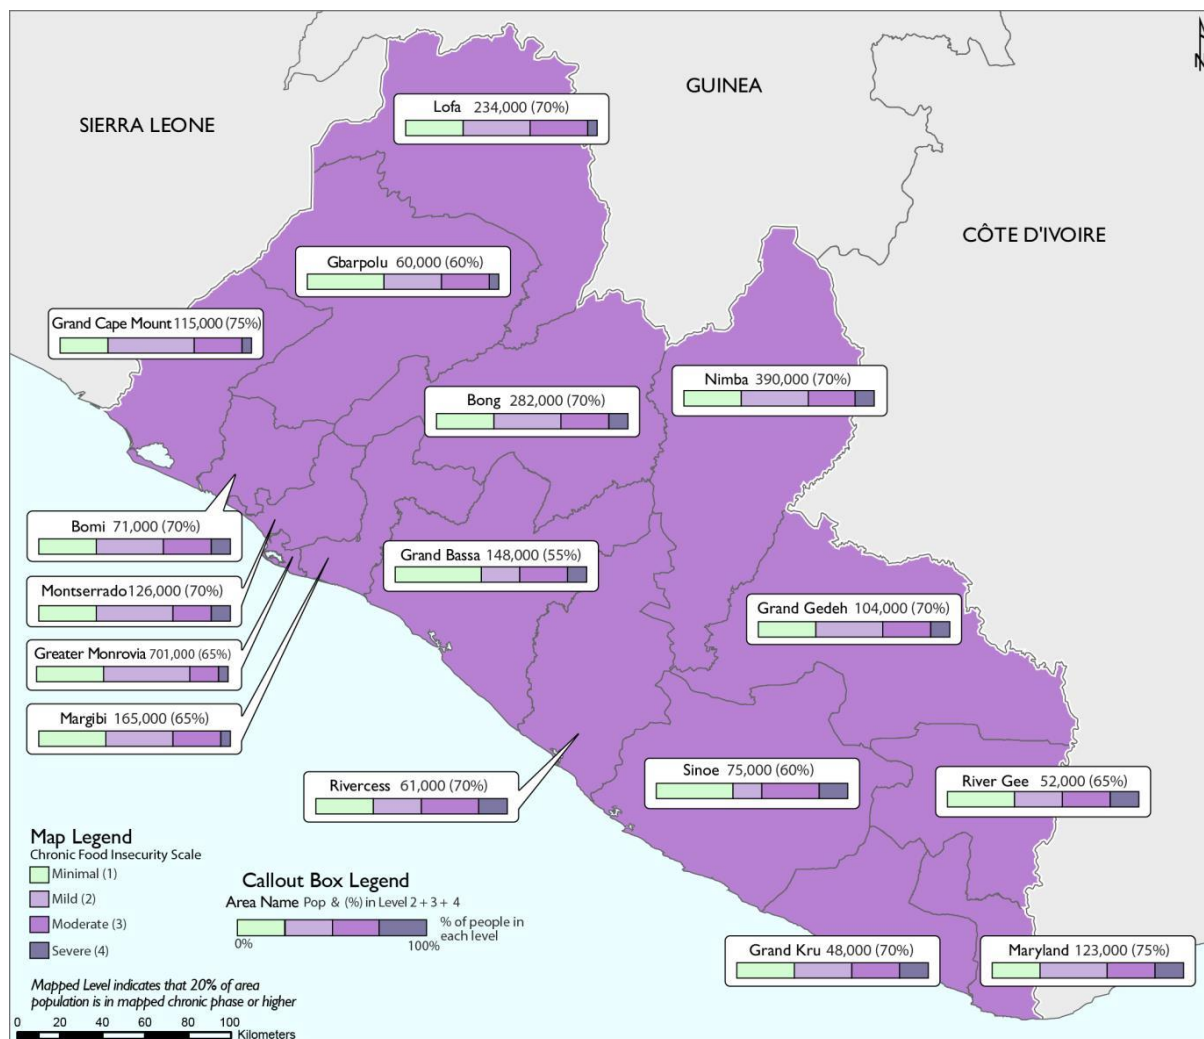 SIERRA LEONE
GUINEA
CÔTE D'IVOIRE
N
Lofa 234,000 (70%)
Gbarpolu 60,000 (60%)
Grand Cape Mount 115,000 (75%)
Nimba 390,000 (70%)
Bong 282,000 (70%)
Bomi 71,000 (70%)
Grand Bassa 148,000 (55%)
Montserrado 126,000 (70%)
Grand Gedeh 104,000 (70%)
Greater Monrovia 701,000 (65%)
Margibi 165,000 (65%)
Rivercess 61,000 (70%)
Sinoe 75,000 (60%)
River Gee 52,000 (65%)
Grand Kru 48,000 (70%)
Maryland 123,000 (75%)
Map Legend
Chronic Food Insecurity Scale
Minimal (1)
Mild (2)
Moderate (3)
Severe (4)
Callout Box Legend
Area Name Pop & (%) in Level 2 + 3 + 4
% of people in
each level
0% 100%
Mapped Level indicates that 20% of area
population is in mapped chronic phase or higher
0 20 40 60 80 100
Kilometers